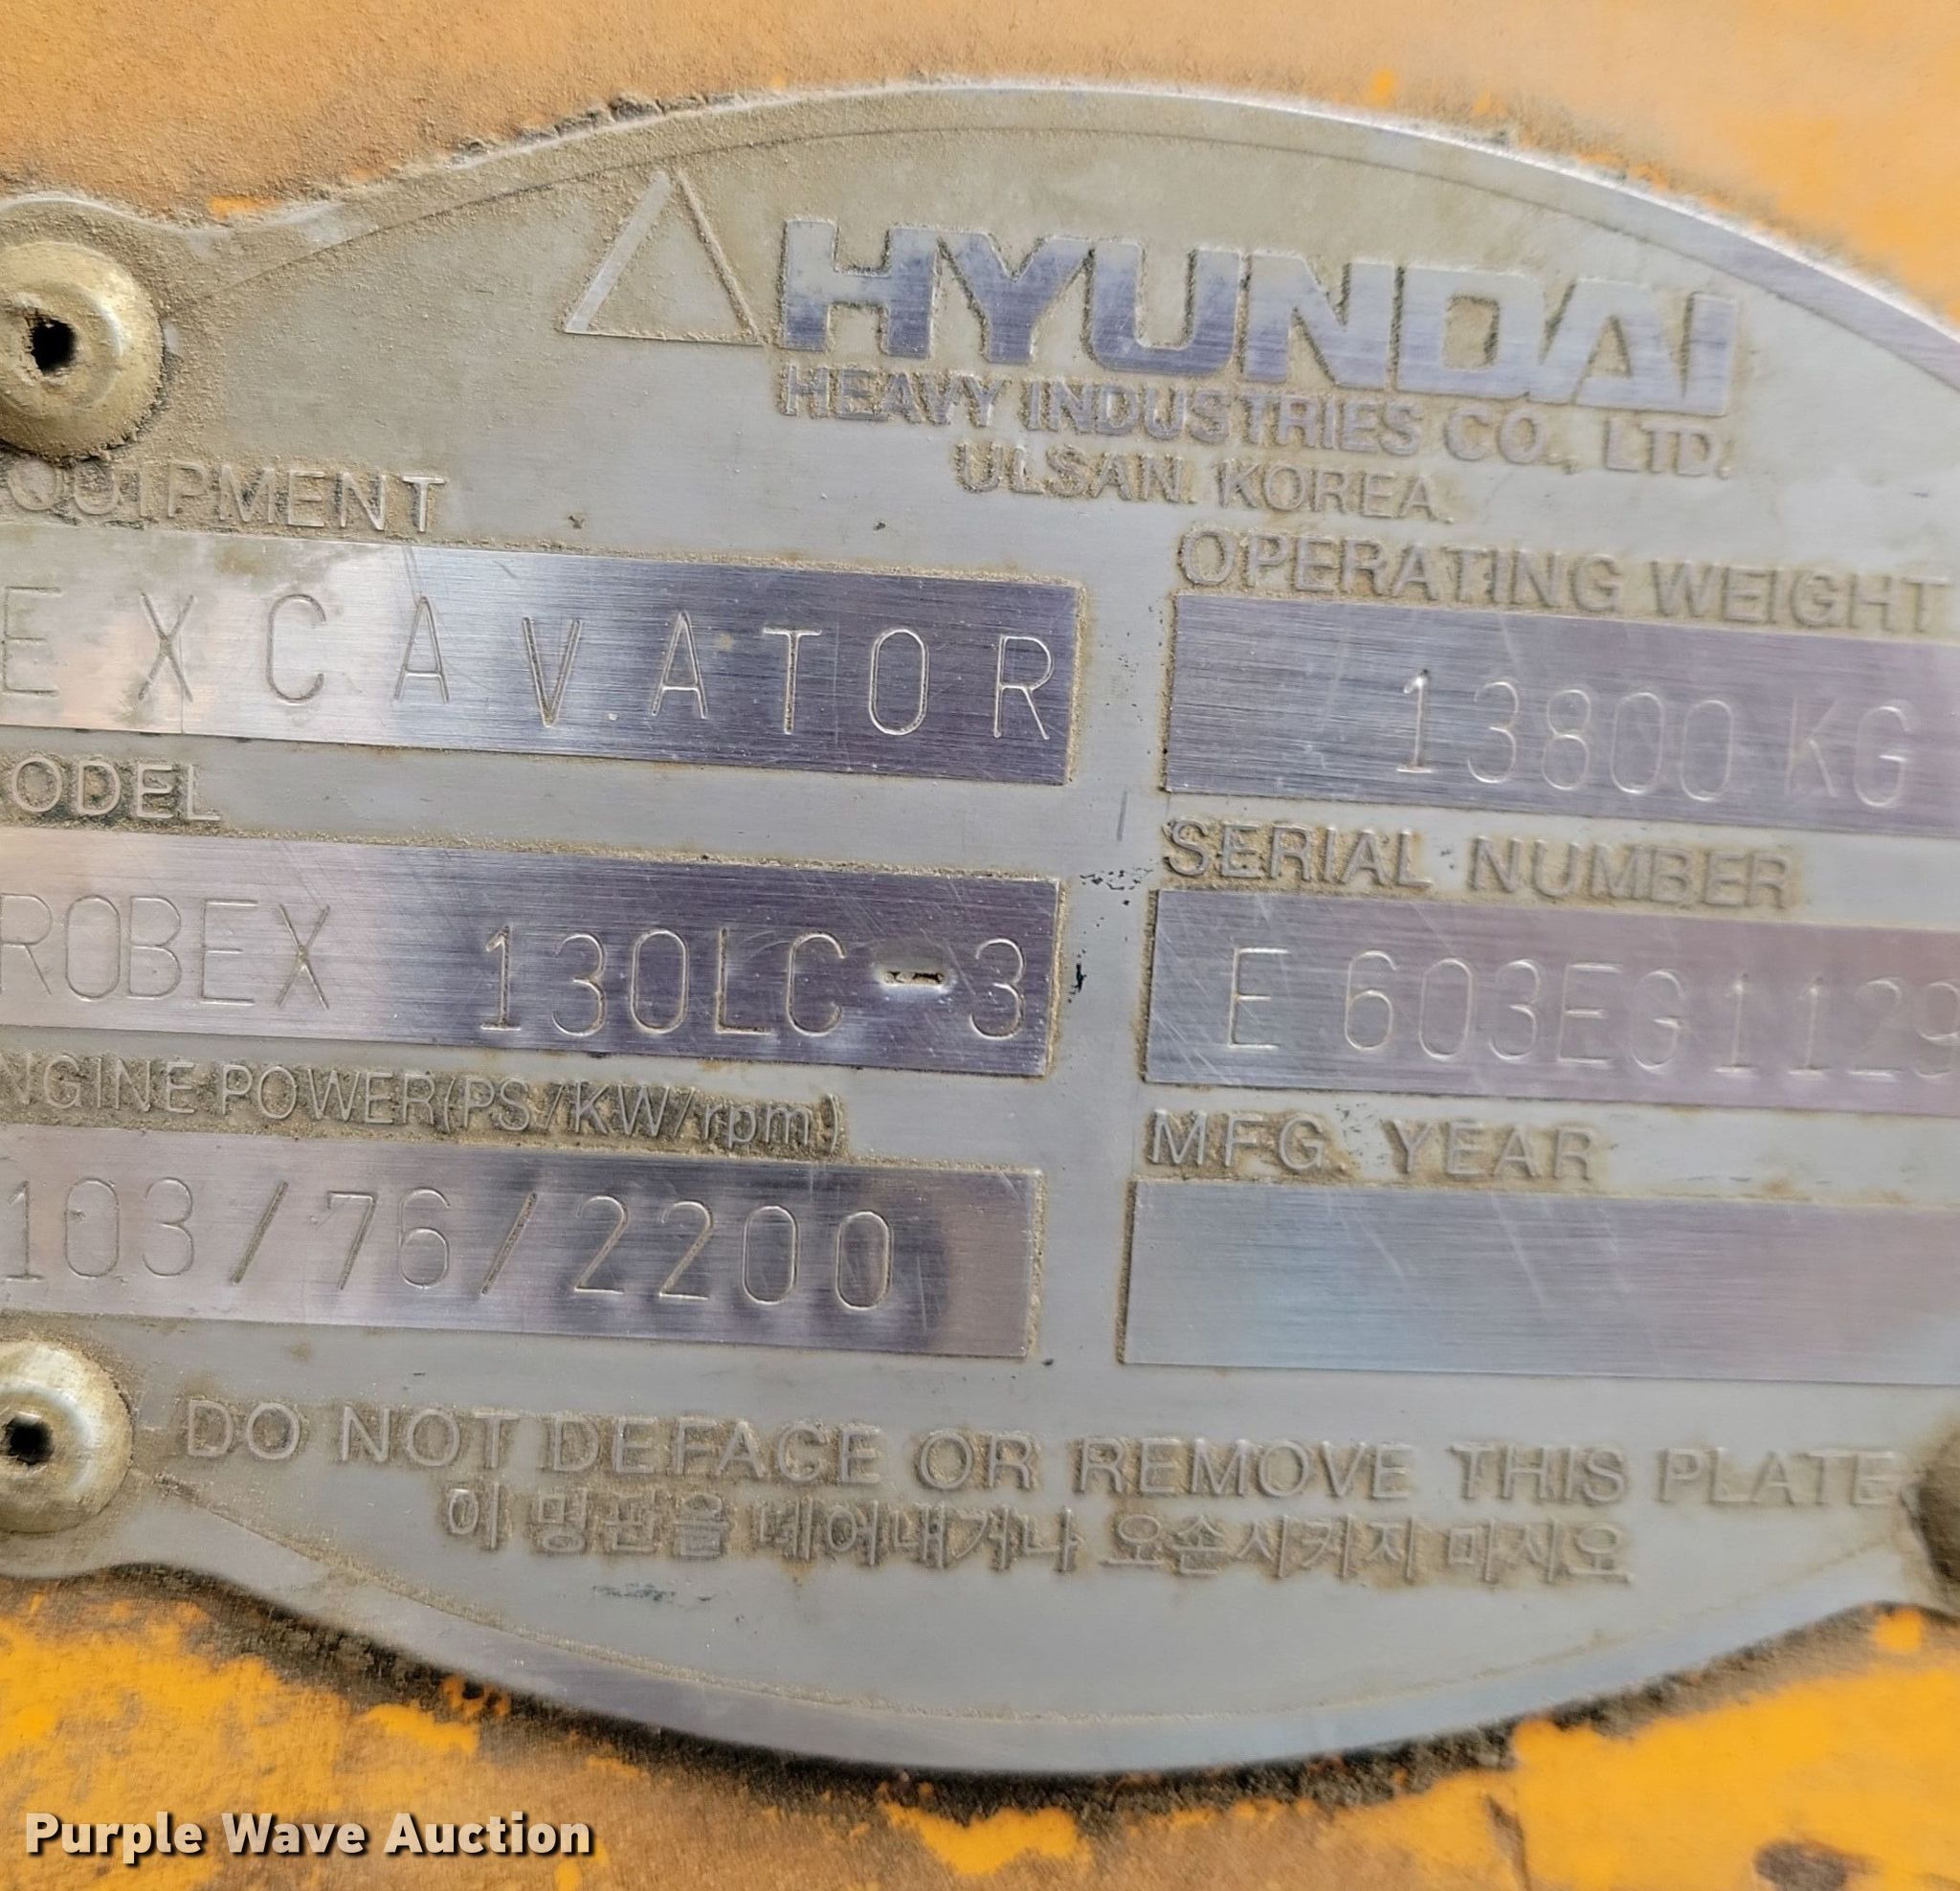 HYUNDAI
HEAVY INDUSTRIES CO., LTD.
ULSAN. KOREA.
QUIPMENT
EXCAVATOR
OPERATING WEIGHT
13800 KG
ODEL
ROBEX 130LC-3
SERIAL NUMBER
E 603EG1129
NGINE POWER(PS/KW/rpm)
103/76/2200
MFG. YEAR
DO NOT DEFACE OR REMOVE THIS PLATE
이 명판을 떼어내거나 오손시키지 마시오
Purple Wave Auction